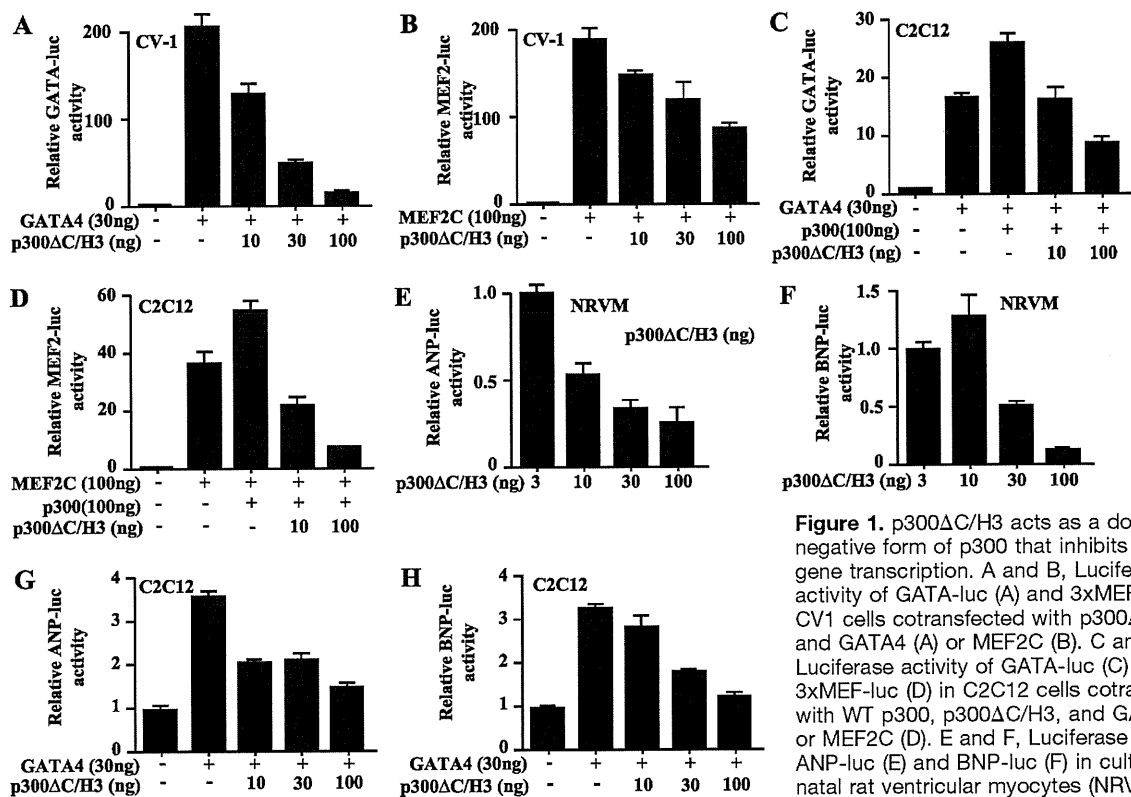 A
CV-1
Relative GATA-luc
activity
200
100
0
GATA4 (30ng) - + + + +
p300ΔC/H3 (ng) - - 10 30 100
B
CV-1
Relative MEF2-luc
activity
200
100
0
MEF2C (100ng) - + + + +
p300ΔC/H3 (ng) - - 10 30 100
C
C2C12
Relative GATA-luc
activity
30
20
10
0
GATA4 (30ng) - + + + +
p300(100ng) - - + + +
p300ΔC/H3 (ng) - - - 10 100
D
C2C12
Relative MEF2-luc
activity
60
40
20
0
MEF2C (100ng) - + + + +
p300(100ng) - - + + +
p300ΔC/H3 (ng) - - - 10 100
E
NRVM
p300ΔC/H3 (ng)
Relative ANP-luc
activity
1.0
0.5
0
p300ΔC/H3 (ng) 3 10 30 100
F
NRVM
Relative BNP-luc
activity
1.5
1.0
0.5
0
p300ΔC/H3 (ng) 3 10 30 100
G
C2C12
Relative ANP-luc
activity
4
3
2
1
0
GATA4 (30ng) - + + + +
p300ΔC/H3 (ng) - - 10 30 100
H
C2C12
Relative BNP-luc
activity
4
3
2
1
0
GATA4 (30ng) - + + + +
p300ΔC/H3 (ng) - - 10 30 100
Figure 1. p300ΔC/H3 acts as a do
negative form of p300 that inhibits
gene transcription. A and B, Lucife
activity of GATA-luc (A) and 3xMEF
CV1 cells cotransfected with p300Δ
and GATA4 (A) or MEF2C (B). C an
Luciferase activity of GATA-luc (C)
3xMEF-luc (D) in C2C12 cells cotra
with WT p300, p300ΔC/H3, and GA
or MEF2C (D). E and F, Luciferase
ANP-luc (E) and BNP-luc (F) in cult
natal rat ventricular myocytes (NRV